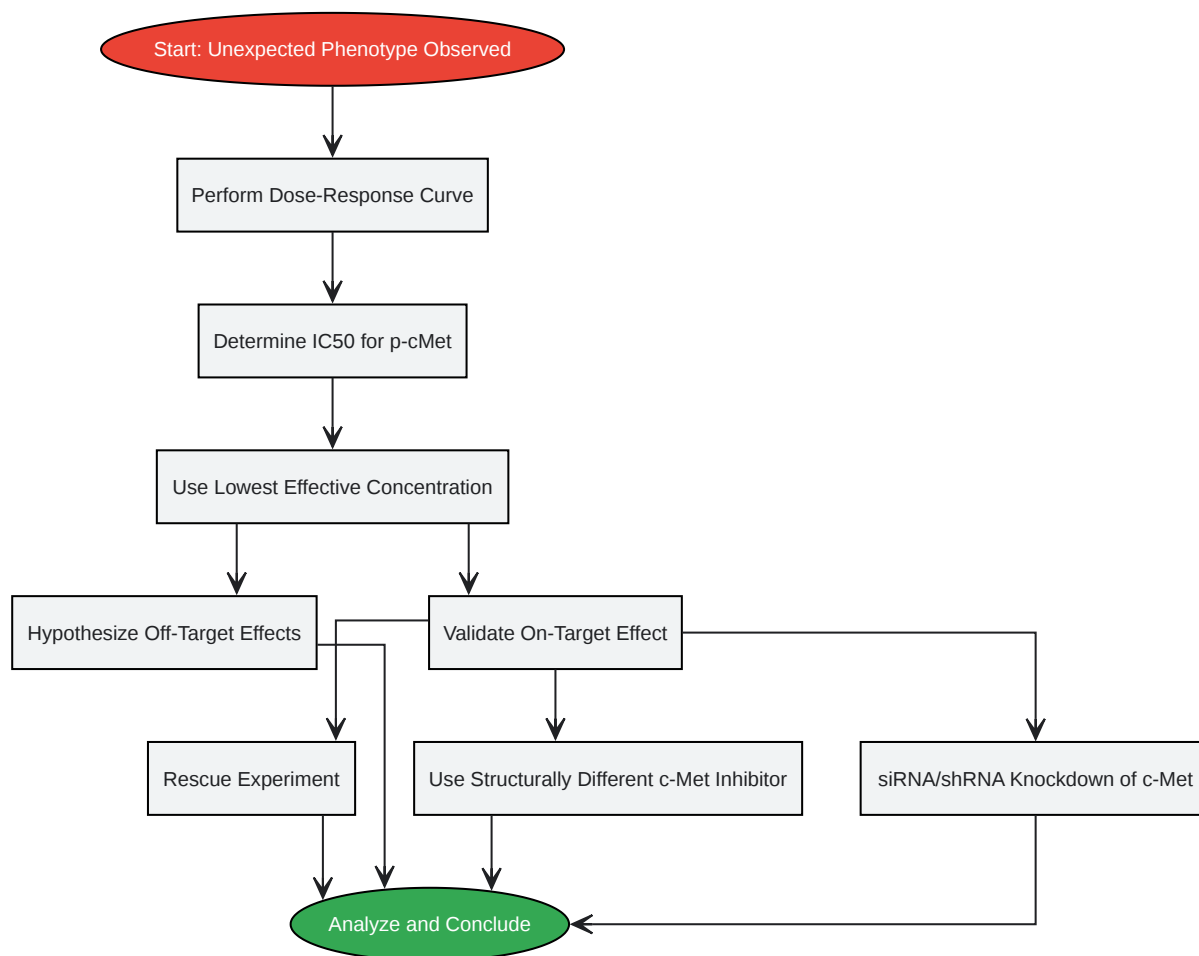 Start: Unexpected Phenotype Observed
Perform Dose-Response Curve
Determine IC50 for p-cMet
Use Lowest Effective Concentration
Hypothesize Off-Target Effects
Validate On-Target Effect
Rescue Experiment
Use Structurally Different c-Met Inhibitor
siRNA/shRNA Knockdown of c-Met
Analyze and Conclude